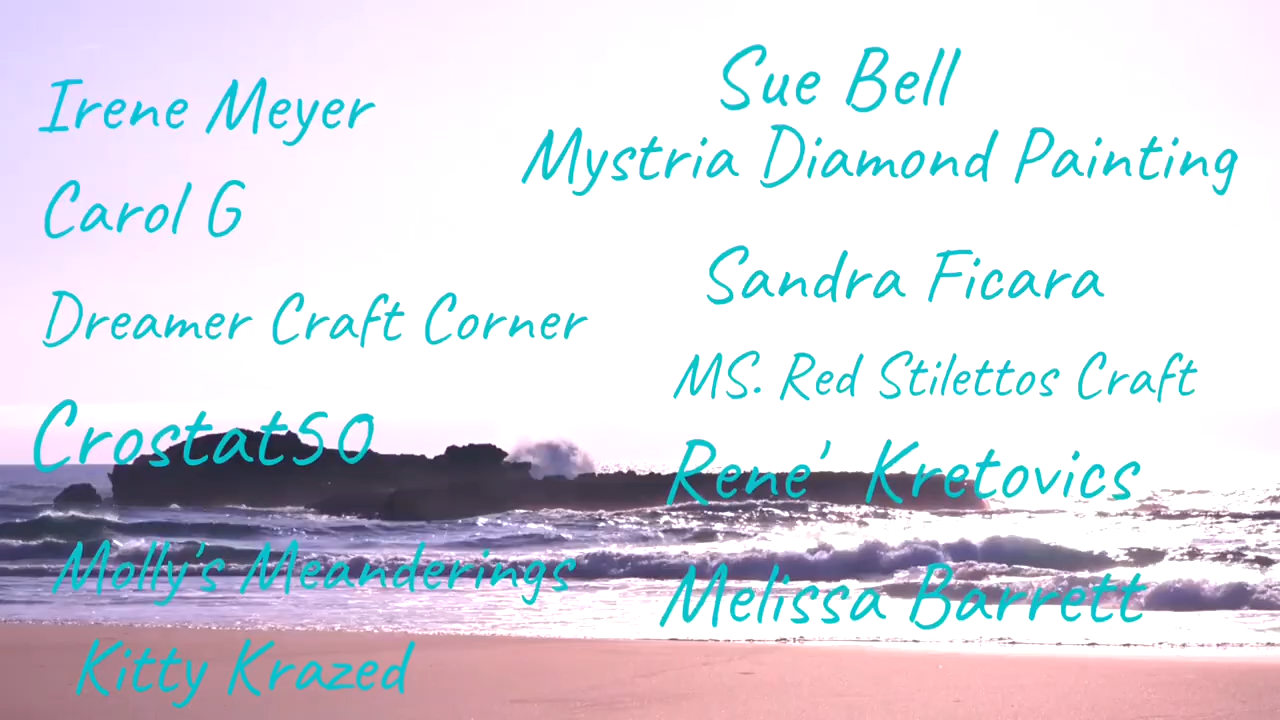 Irene Meyer
Carol G
Dreamer Craft Corner
Crostat50
Molly's Meanderings
Kitty Krazed
Sue Bell
Mystria Diamond Painting
Sandra Ficara
MS. Red Stilettos Craft
Rene' Kretovics
Melissa Barrett